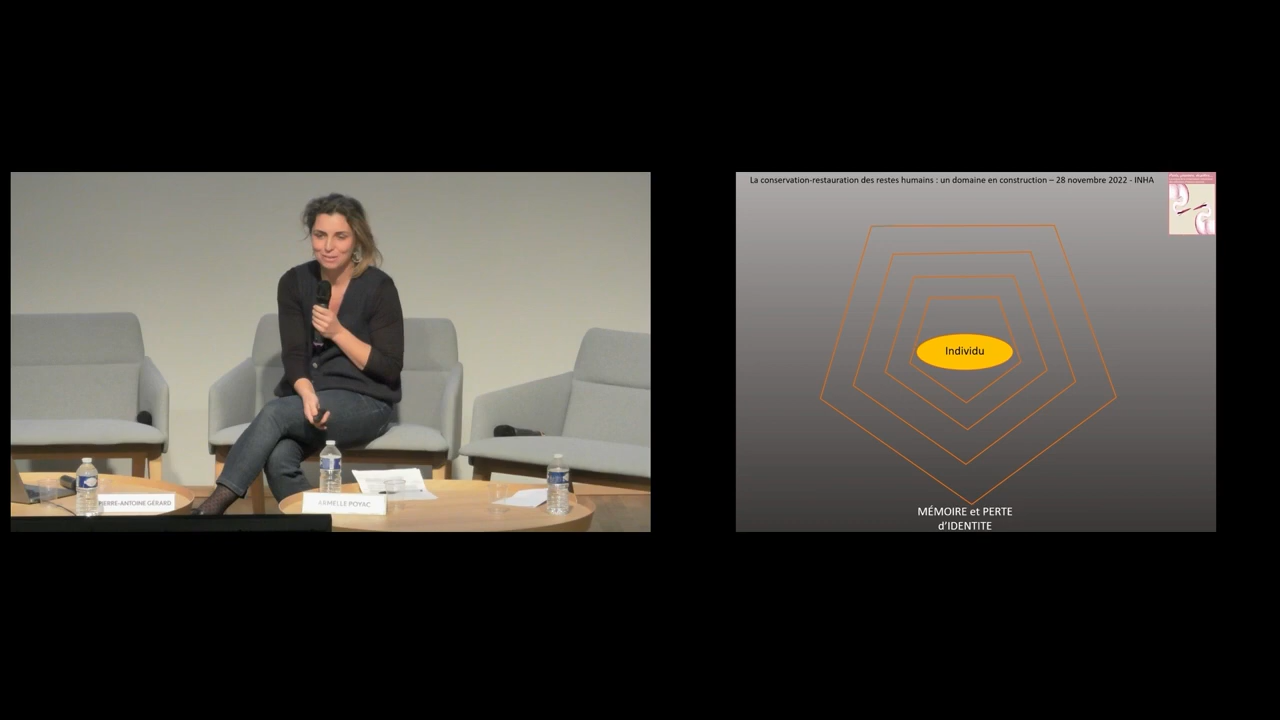 PIERRE-ANTOINE GÉRARD
ARMELLE POYAC
La conservation-restauration des restes humains : un domaine en construction – 28 novembre 2022 - INHA
Individu
MÉMOIRE et PERTE
d'IDENTITE